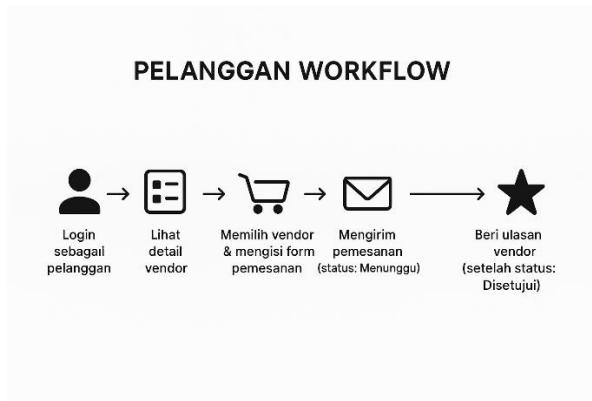 PELANGGAN WORKFLOW
Login
sebagaıl
pelanggan
Lihat
detail
vendor
Memilih vendor
& mengisi form
pemesanan
Mengirim
pemesanan
(status: Menunggu)
Beri ulasan
vendor
(setelah status:
Disetujui)